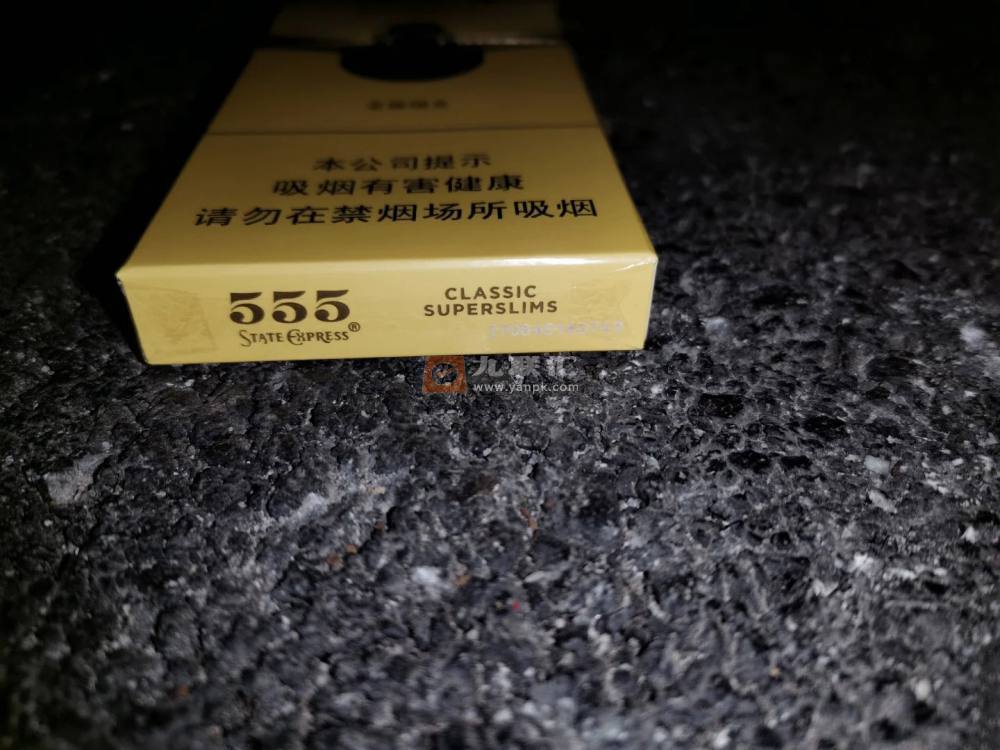 本公司提示
吸烟有害健康
请勿在禁烟场所吸烟
555
STATE EXPRESS®
CLASSIC
SUPERSLIMS
www.yanpk.com